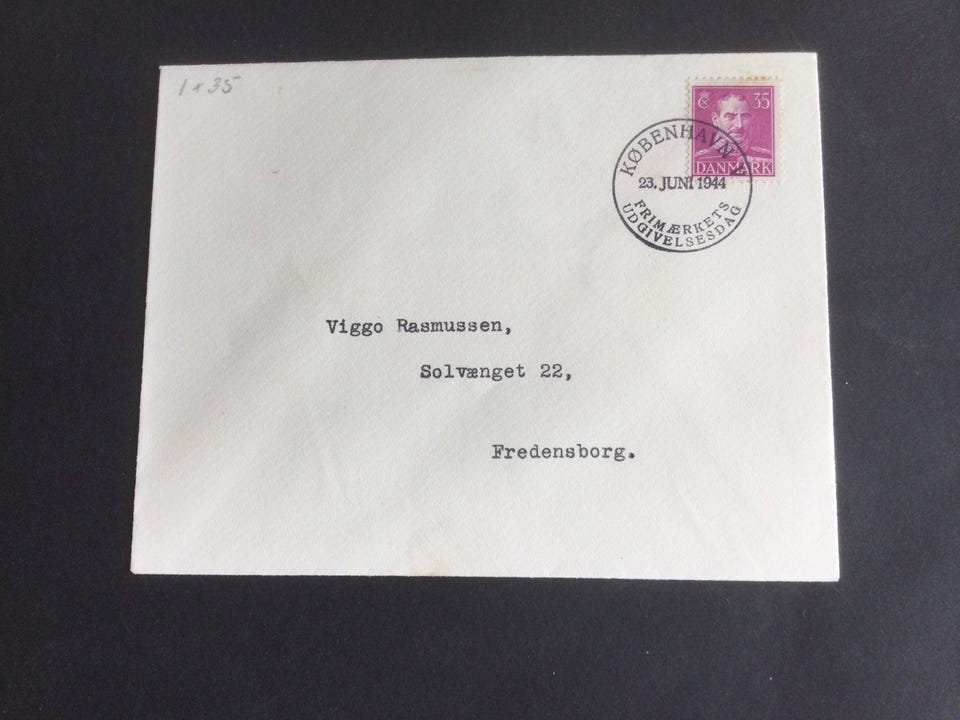 1 + 35
35
DANMARK
KØBENHAVN
23. JUNI 1944
FRIMÆRKETS
UDGIVELSESDAG
Viggo Rasmussen,
Solvænget 22,
Fredensborg.